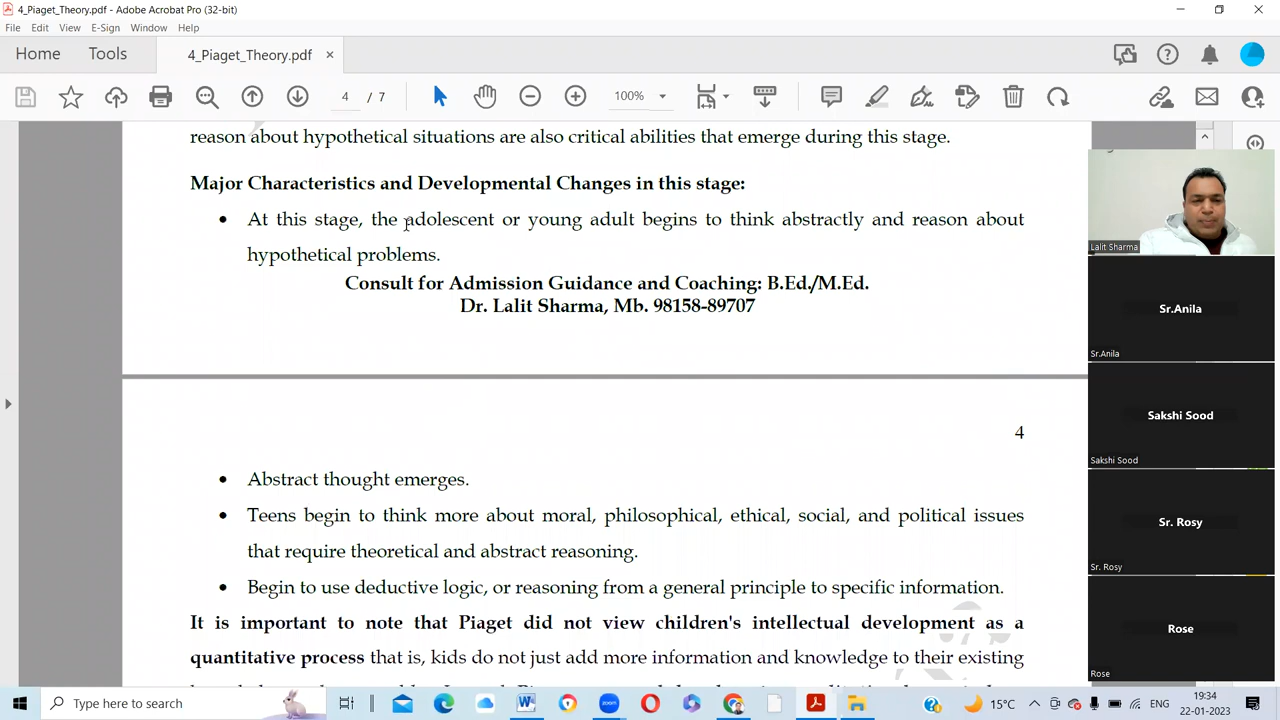 4_Piaget_Theory.pdf - Adobe Acrobat Pro (32-bit)
File Edit View E-Sign Window Help
Home Tools 4_Piaget_Theory.pdf ×
4 / 7 100%
reason about hypothetical situations are also critical abilities that emerge during this stage.
Major Characteristics and Developmental Changes in this stage:
• At this stage, the adolescent or young adult begins to think abstractly and reason about
hypothetical problems.
Consult for Admission Guidance and Coaching: B.Ed./M.Ed.
Dr. Lalit Sharma, Mb. 98158-89707
4
• Abstract thought emerges.
• Teens begin to think more about moral, philosophical, ethical, social, and political issues
that require theoretical and abstract reasoning.
• Begin to use deductive logic, or reasoning from a general principle to specific information.
It is important to note that Piaget did not view children's intellectual development as a
quantitative process that is, kids do not just add more information and knowledge to their existing
Lalit Sharma
Sr.Anila
Sr.Anila
Sakshi Sood
Sakshi Sood
Sr. Rosy
Sr. Rosy
Rose
Rose
Type here to search
zoom
15°C
ENG
19:34
22-01-2023